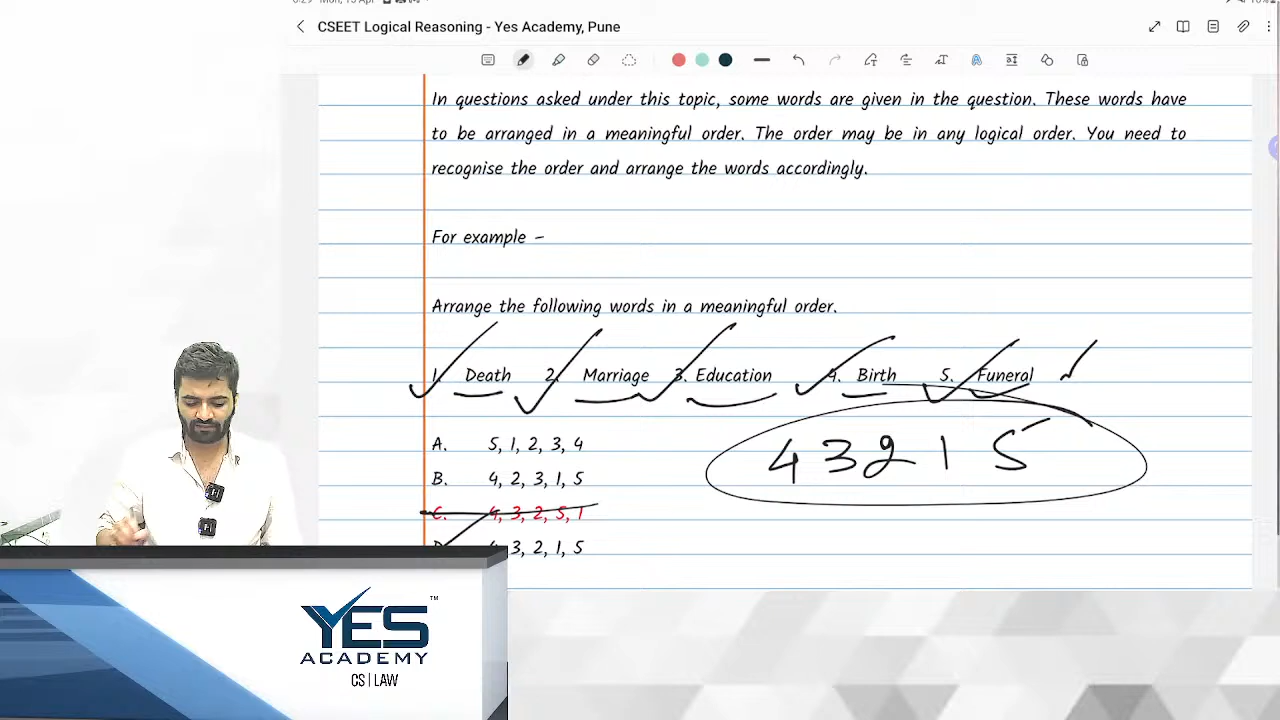 CSEET Logical Reasoning - Yes Academy, Pune
In questions asked under this topic, some words are given in the question. These words have
to be arranged in a meaningful order. The order may be in any logical order. You need to
recognise the order and arrange the words accordingly.
For example -
Arrange the following words in a meaningful order.
1. Death 2. Marriage 3. Education 4. Birth 5. Funeral
A. 5, 1, 2, 3, 4
4 3 2 1 5
B. 4, 2, 3, 1, 5
C. 4, 3, 2, 5, 1
D. 4, 3, 2, 1, 5
YES™
ACADEMY
CS | LAW